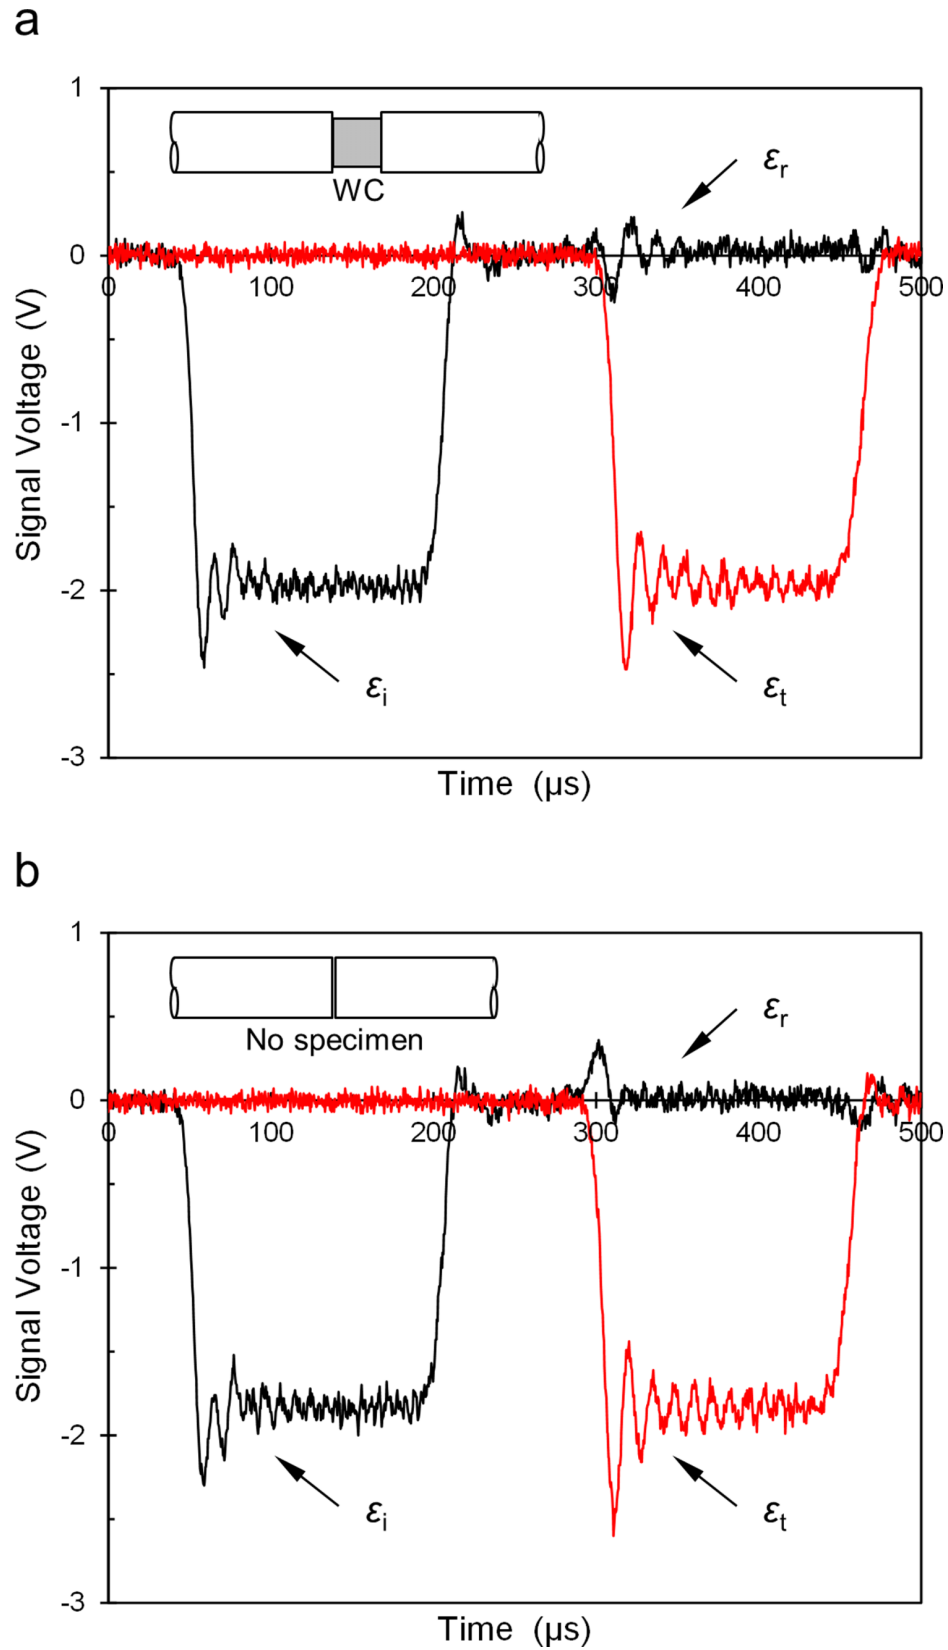 a
1
0
-1
-2
-3
Signal Voltage (V)
WC
εr
0 100 200 300 400 500
εi
εt
Time (µs)
b
1
0
-1
-2
-3
Signal Voltage (V)
No specimen
εr
0 100 200 300 400 500
εi
εt
Time (µs)